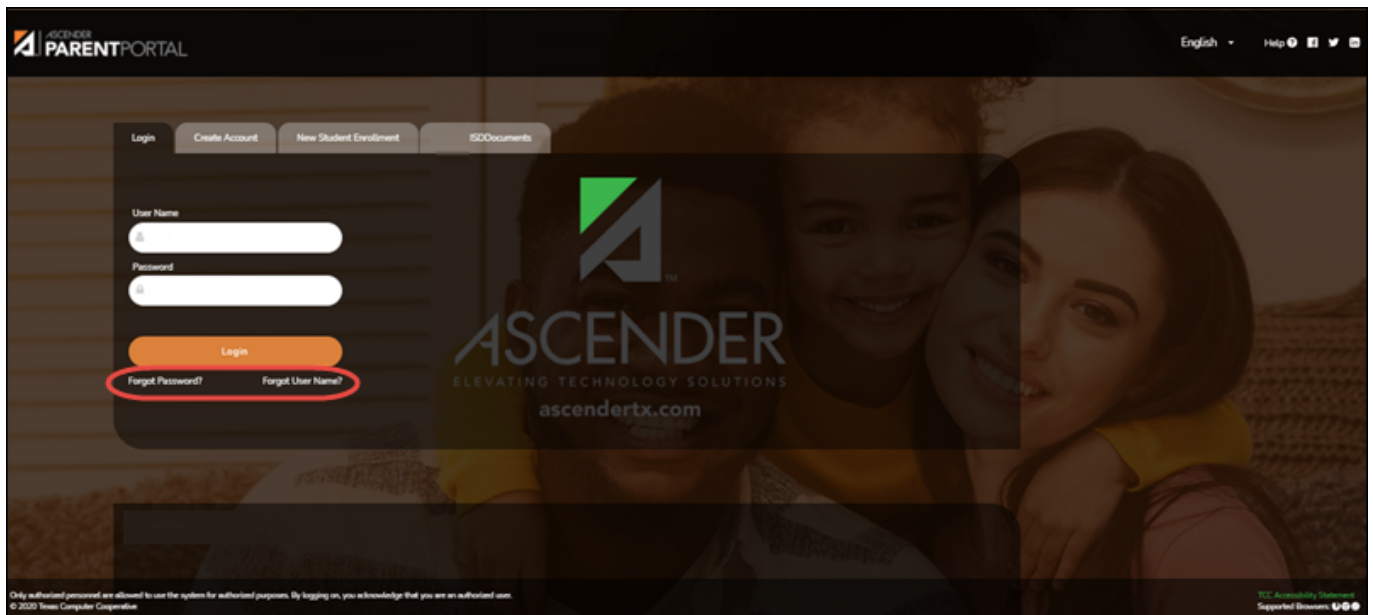 ASCENDER
PARENTPORTAL
English
Help
Login
Create Account
New Student Enrollment
ISDDocuments
User Name
Password
Login
Forgot Password?
Forgot User Name?
ASCENDER
TM
ELEVATING TECHNOLOGY SOLUTIONS
ascendertx.com
Only authorized personnel are allowed to use the system for authorized purposes. By logging on, you acknowledge that you are an authorized user.
© 2020 Texas Computer Cooperative
TCC Accessibility Statement
Supported Browsers: